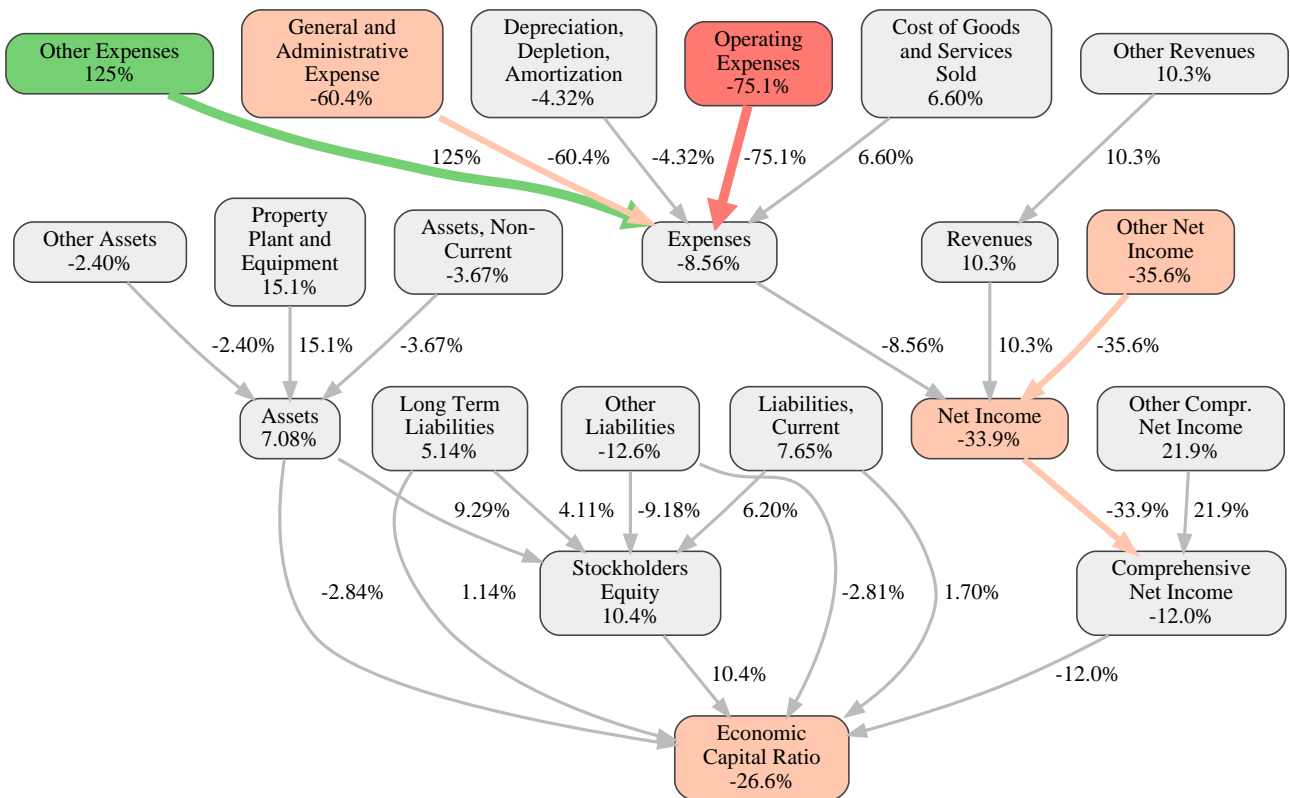 Other Expenses
125%
General and
Administrative
Expense
-60.4%
Depreciation,
Depletion,
Amortization
-4.32%
Operating
Expenses
-75.1%
Cost of Goods
and Services
Sold
6.60%
Other Revenues
10.3%
125%
-60.4%
-4.32%
-75.1%
6.60%
10.3%
Other Assets
-2.40%
Property
Plant and
Equipment
15.1%
Assets, Non-
Current
-3.67%
Expenses
-8.56%
Revenues
10.3%
Other Net
Income
-35.6%
-2.40%
15.1%
-3.67%
-8.56%
10.3%
-35.6%
Assets
7.08%
Long Term
Liabilities
5.14%
Other
Liabilities
-12.6%
Liabilities,
Current
7.65%
Net Income
-33.9%
Other Compr.
Net Income
21.9%
9.29%
4.11%
-9.18%
6.20%
-33.9%
21.9%
-2.84%
1.14%
Stockholders
Equity
10.4%
-2.81%
1.70%
Comprehensive
Net Income
-12.0%
10.4%
-12.0%
Economic
Capital Ratio
-26.6%